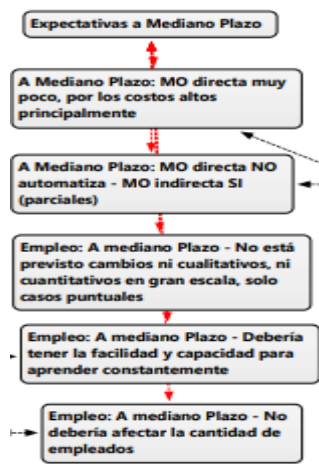 Expectativas a Mediano Plazo
A Mediano Plazo: MO directa muy
poco, por los costos altos
principalmente
A Mediano Plazo: MO directa NO
automatiza - MO indirecta SI
(parciales)
Empleo: A mediano Plazo - No está
previsto cambios ni cualitativos, ni
cuantitativos en gran escala, solo
casos puntuales
Empleo: A mediano Plazo - Debería
tener la facilidad y capacidad para
aprender constantemente
Empleo: A mediano Plazo - No
debería afectar la cantidad de
empleados